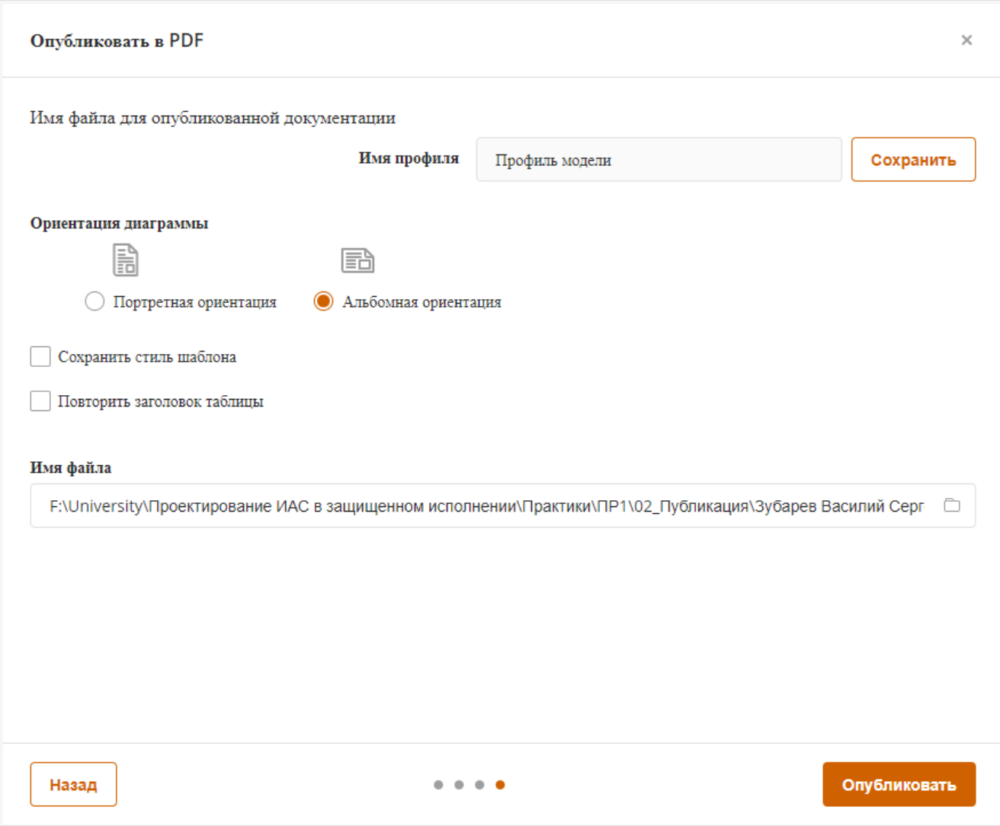 Опубликовать в PDF
Имя файла для опубликованной документации
Имя профиля Профиль модели Сохранить
Ориентация диаграммы
Портретная ориентация Альбомная ориентация
Сохранить стиль шаблона
Повторить заголовок таблицы
Имя файла
F:\University\Проектирование ИАС в защищенном исполнении\Практики\ПР1\02_Публикация\Зубарев Василий Серг
Назад Опубликовать